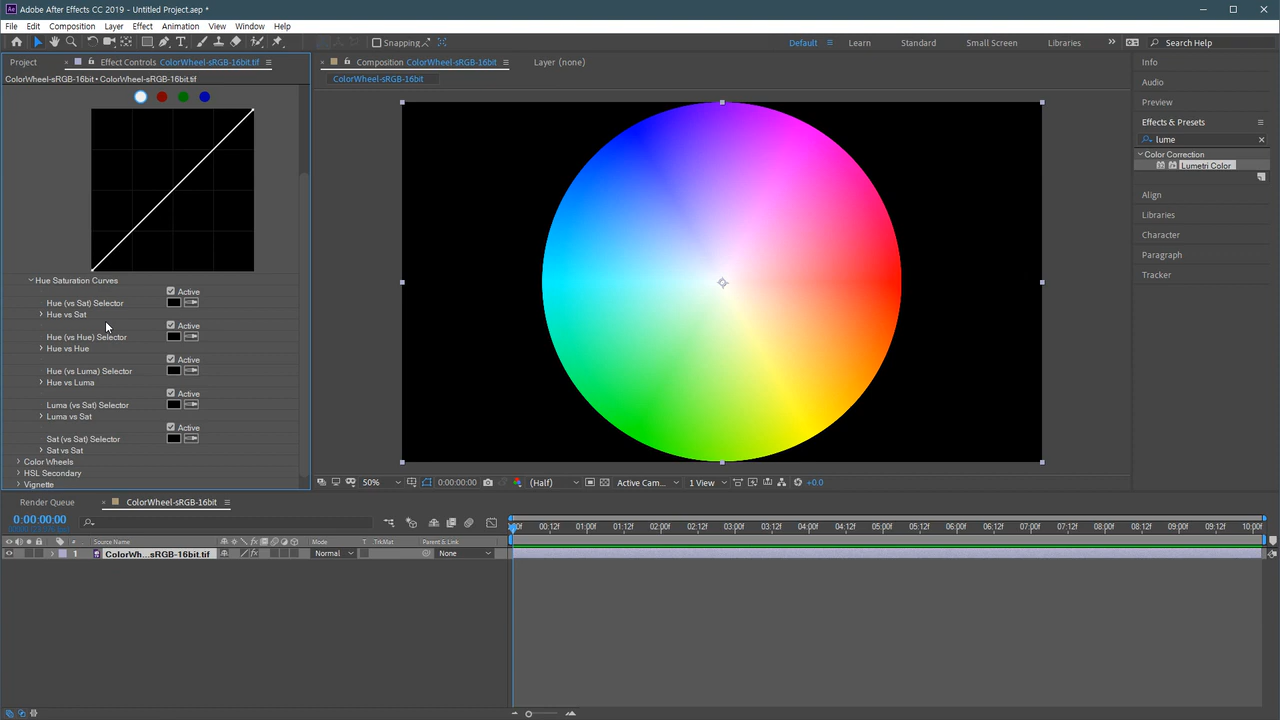 Adobe After Effects CC 2019 - Untitled Project.aep *
File Edit Composition Layer Effect Animation View Window Help
Snapping
Default Learn Standard Small Screen Libraries Search Help
Project Effect Controls ColorWheel-sRGB-16bit.tif
ColorWheel-sRGB-16bit • ColorWheel-sRGB-16bit.tif
Composition ColorWheel-sRGB-16bit Layer (none)
ColorWheel-sRGB-16bit
Info
Audio
Preview
Effects & Presets
lume
Color Correction
Lumetri Color
Align
Libraries
Character
Paragraph
Tracker
Hue Saturation Curves
Active
Hue (vs Sat) Selector
Hue vs Sat
Active
Hue (vs Hue) Selector
Hue vs Hue
Active
Hue (vs Luma) Selector
Hue vs Luma
Active
Luma (vs Sat) Selector
Luma vs Sat
Active
Sat (vs Sat) Selector
Sat vs Sat
Color Wheels
HSL Secondary
Vignette
50% 0:00:00:00 (Half) Active Cam... 1 View +0.0
Render Queue ColorWheel-sRGB-16bit
0:00:00:00
00f 00:12f 01:00f 01:12f 02:00f 02:12f 03:00f 03:12f 04:00f 04:12f 05:00f 05:12f 06:00f 06:12f 07:00f 07:12f 08:00f 08:12f 09:00f 09:12f 10:00f
# Source Name Mode T TrkMat Parent & Link
1 ColorWh...sRGB-16bit.tif Normal None